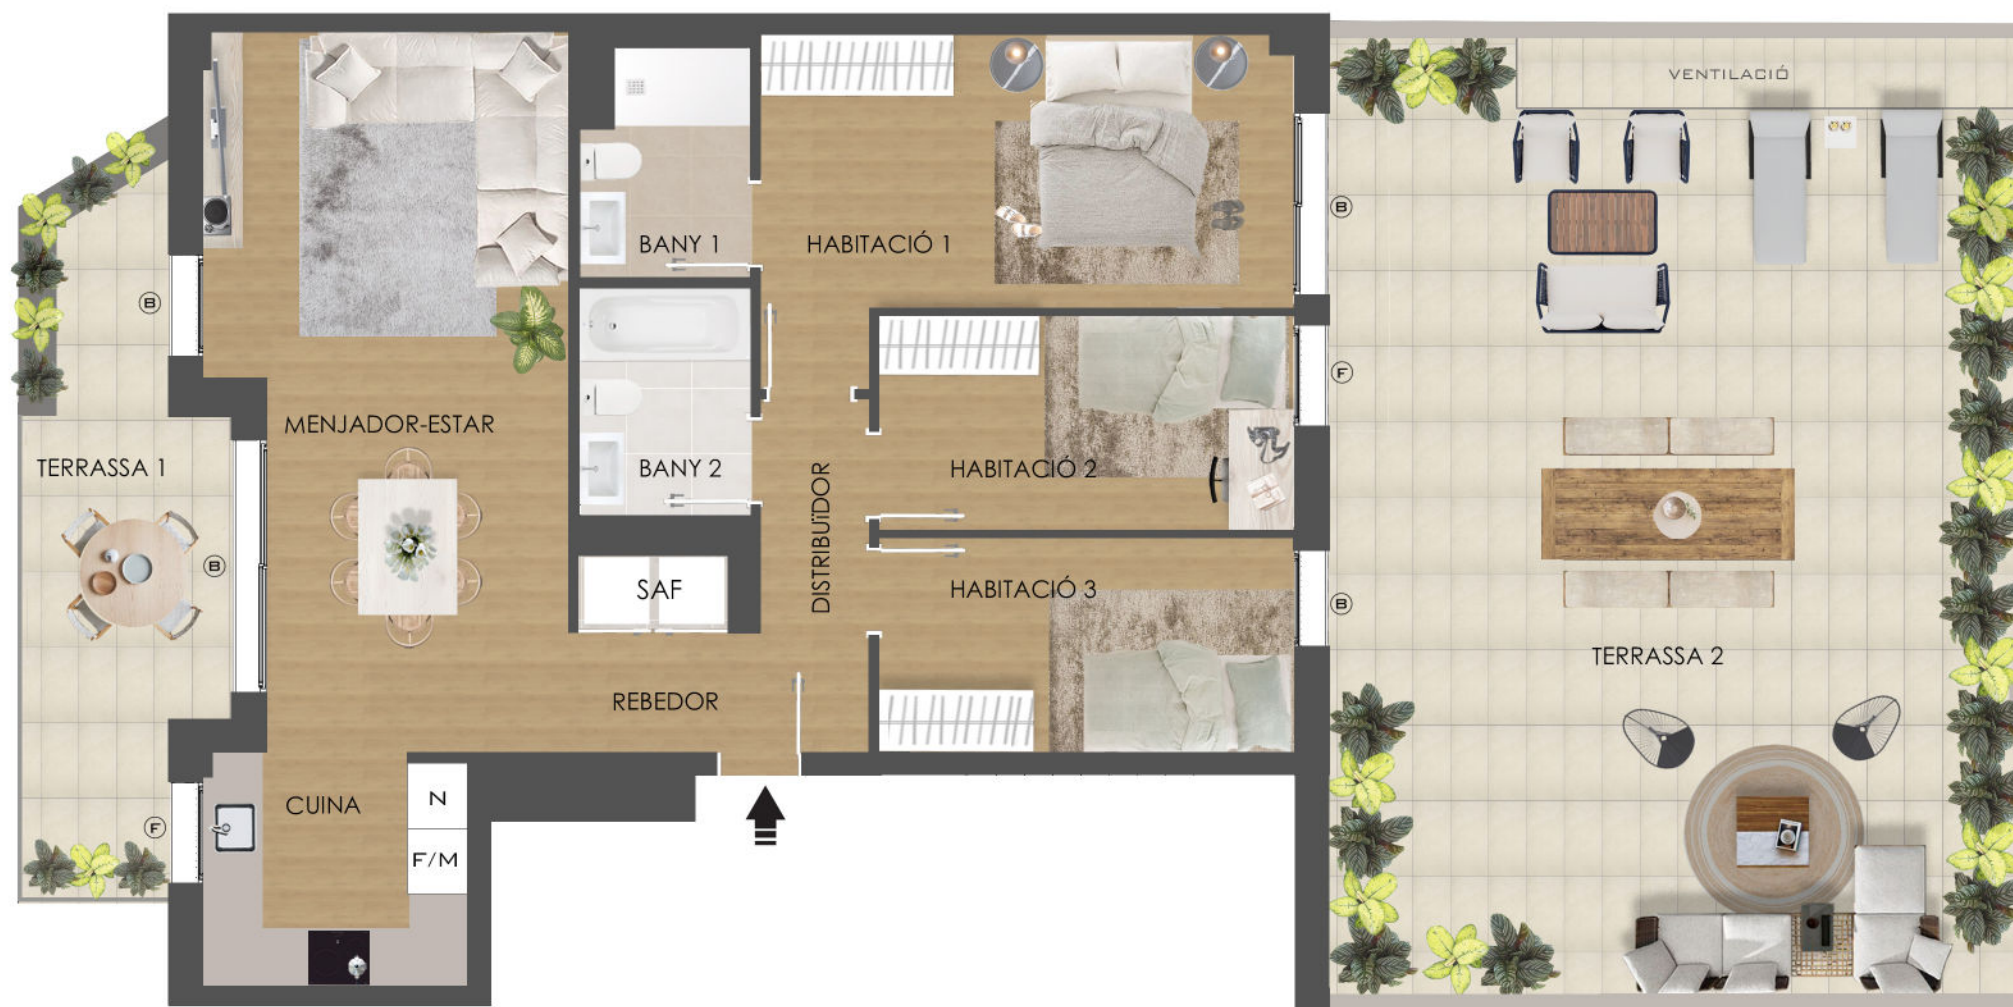 VENTILACIÓ
BANY 1
HABITACIÓ 1
B
B
F
MENJADOR-ESTAR
TERRASSA 1
BANY 2
HABITACIÓ 2
DISTRIBUÏDOR
B
SAF
HABITACIÓ 3
B
TERRASSA 2
REBEDOR
CUINA
N
F
F/M